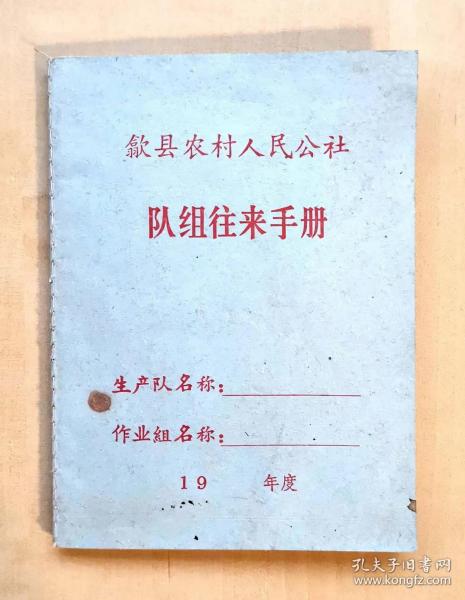 歙县农村人民公社
队组往来手册
生产队名称：
作业組名称：
19 年度
孔夫子旧书网
www.kongfz.com